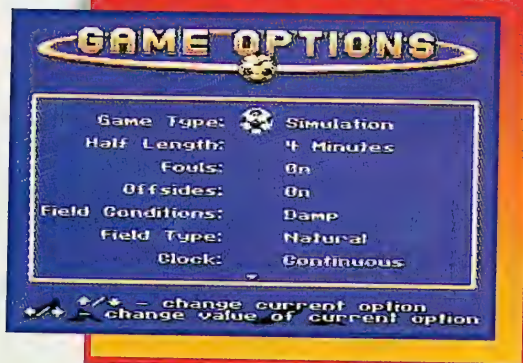 GAME OPTIONS
Game Type: Simulation
Half Length: 4 Minutes
Fouls: On
Offsides: On
Field Conditions: Damp
Field Type: Natural
Clock: Continuous
↑/↓ - change current option
←/→ - change value of current option